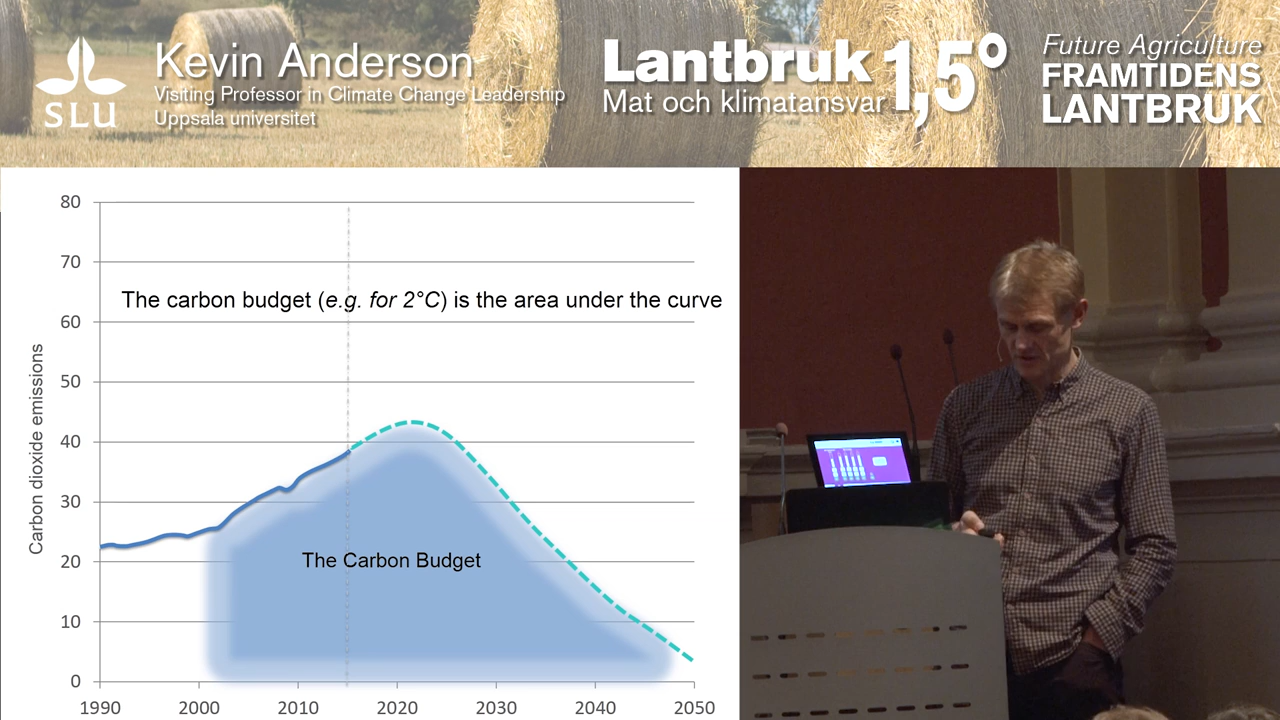 SLU
Kevin Anderson
Visiting Professor in Climate Change Leadership
Uppsala universitet
Lantbruk 1,5°
Mat och klimatansvar
Future Agriculture
FRAMTIDENS
LANTBRUK
80
70
The carbon budget (e.g. for 2°C) is the area under the curve
60
50
40
30
The Carbon Budget
20
10
0
Carbon dioxide emissions
1990 2000 2010 2020 2030 2040 2050